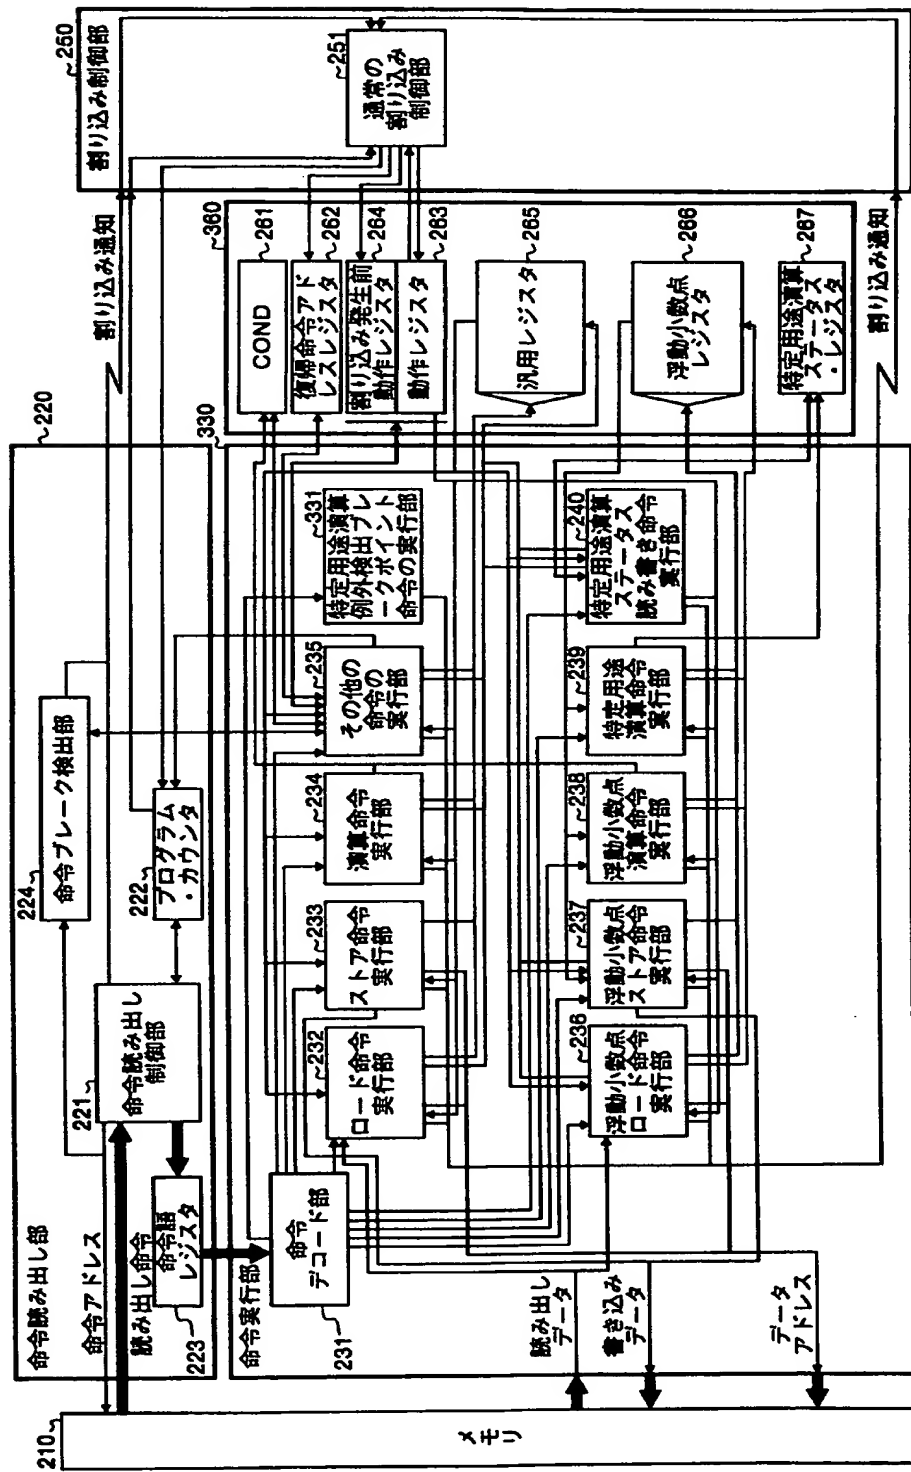 210
メモリ
命令読み出し部
220
命令アドレス
読み出し命令
221
命令読み出し
制御部
222
プログラム
・カウンタ
223
命令語
レジスタ
224
命令ブレーク検出部
命令実行部
330
231
命令
デコード部
232
ロード命令
実行部
233
ストア命令
実行部
234
演算命令
実行部
235
その他の
命令の
実行部
331
特定用途演算
例外検出ブレ
ークポイント
命令の実行部
236
浮動小数点
ロード命令
実行部
237
浮動小数点
ストア命令
実行部
238
浮動小数点
演算命令
実行部
239
特定用途
演算命令
実行部
240
特定用途演算
ステータス
読み書き命令
実行部
読み出し
データ
書き込み
データ
データ
アドレス
360
COND
261
復帰命令アド
レスレジスタ
262
割り込み発生前
動作レジスタ
264
動作レジスタ
263
汎用レジスタ
265
浮動小数点
レジスタ
266
特定用途演算
ステータス
・レジスタ
267
割り込み通知
割り込み通知
割り込み制御部
250
通常の
割り込み
制御部
251